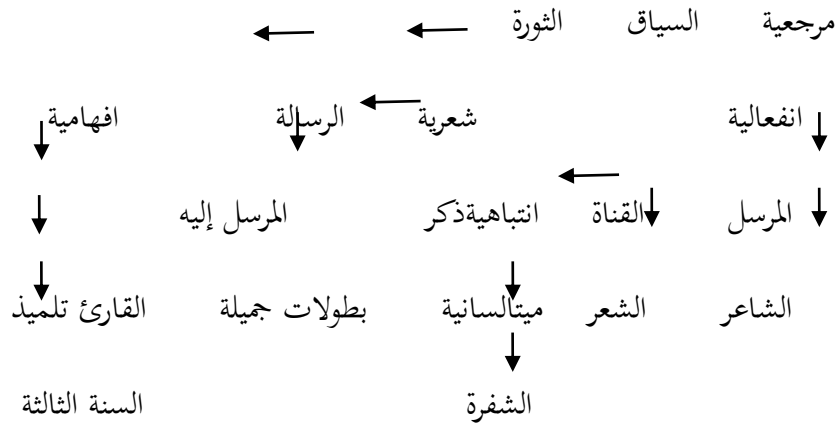 مرجعية السياق الثورة
انفعالية شعرية الرسالة افهامية
المرسل القناة انتباهيةذكر المرسل إليه
الشاعر الشعر ميتالسانية بطولات جميلة القارئ تلميذ
الشفرة السنة الثالثة